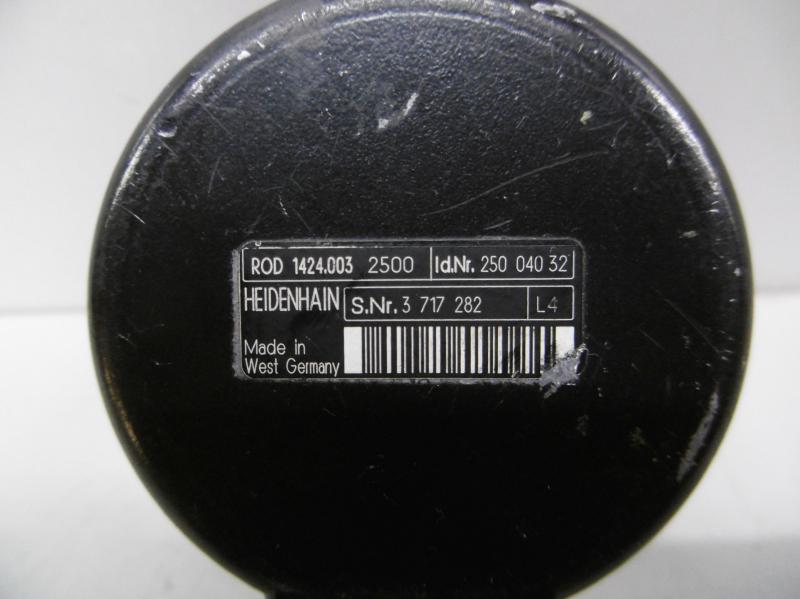 ROD 1424.003 2500 Id.Nr. 250 040 32
HEIDENHAIN S.Nr. 3 717 282 L4
Made in
West Germany